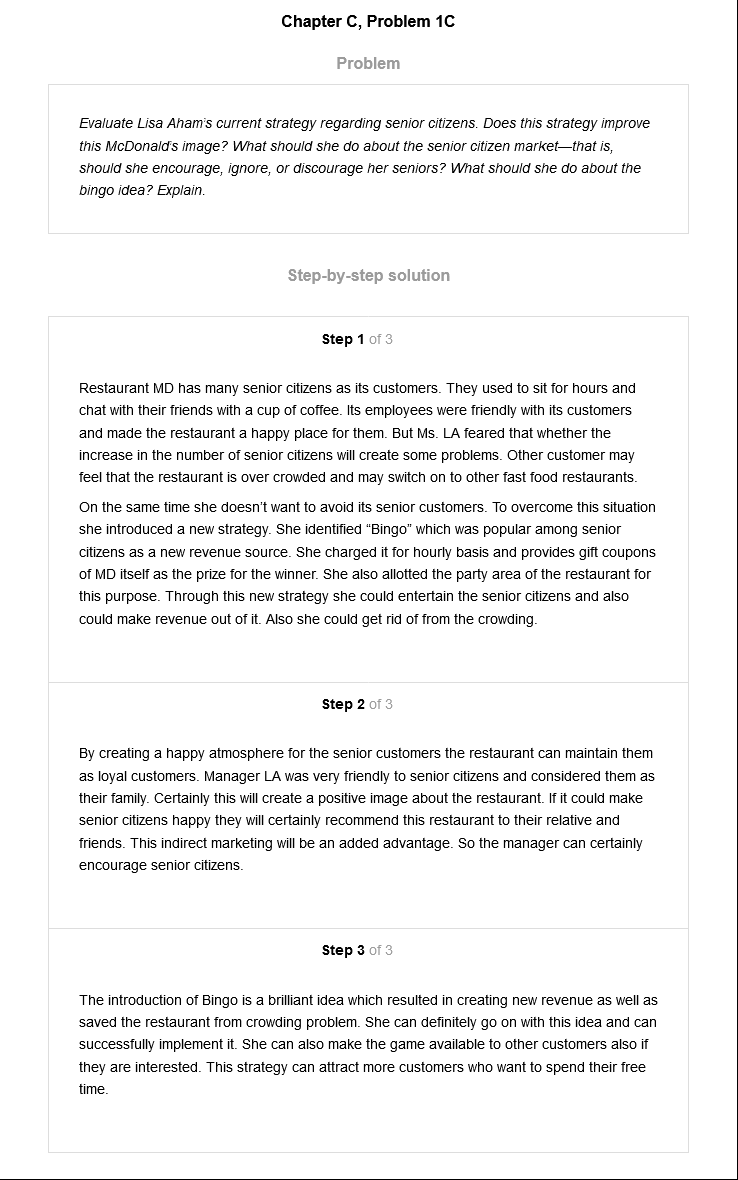 Chapter C, Problem 1C
Problem
Evaluate Lisa Aham's current strategy regarding senior citizens. Does this strategy improve
this McDonald's image? What should she do about the senior citizen market—that is,
should she encourage, ignore, or discourage her seniors? What should she do about the
bingo idea? Explain.
Step-by-step solution
Step 1 of 3
Restaurant MD has many senior citizens as its customers. They used to sit for hours and
chat with their friends with a cup of coffee. Its employees were friendly with its customers
and made the restaurant a happy place for them. But Ms. LA feared that whether the
increase in the number of senior citizens will create some problems. Other customer may
feel that the restaurant is over crowded and may switch on to other fast food restaurants.
On the same time she doesn't want to avoid its senior customers. To overcome this situation
she introduced a new strategy. She identified “Bingo” which was popular among senior
citizens as a new revenue source. She charged it for hourly basis and provides gift coupons
of MD itself as the prize for the winner. She also allotted the party area of the restaurant for
this purpose. Through this new strategy she could entertain the senior citizens and also
could make revenue out of it. Also she could get rid of from the crowding.
Step 2 of 3
By creating a happy atmosphere for the senior customers the restaurant can maintain them
as loyal customers. Manager LA was very friendly to senior citizens and considered them as
their family. Certainly this will create a positive image about the restaurant. If it could make
senior citizens happy they will certainly recommend this restaurant to their relative and
friends. This indirect marketing will be an added advantage. So the manager can certainly
encourage senior citizens.
Step 3 of 3
The introduction of Bingo is a brilliant idea which resulted in creating new revenue as well as
saved the restaurant from crowding problem. She can definitely go on with this idea and can
successfully implement it. She can also make the game available to other customers also if
they are interested. This strategy can attract more customers who want to spend their free
time.